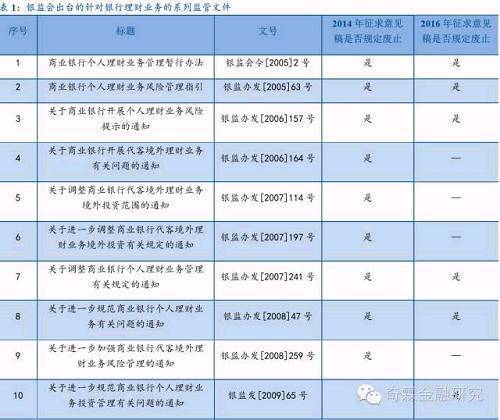 表 1：银监会出台的针对银行理财业务的系列监管文件
序号 标题 文号 2014 年征求意见稿是否规定废止 2016 年征求意见稿是否规定废止
1 商业银行个人理财业务管理暂行办法 银监会令[2005]2 号 是 是
2 商业银行个人理财业务风险管理指引 银监办发[2005]63 号 是 是
3 关于商业银行开展个人理财业务风险提示的通知 银监办发[2006]157 号 是 是
4 关于商业银行开展代客境外理财业务有关问题的通知 银监办发[2006]164 号 是 —
5 关于调整商业银行代客境外理财业务境外投资范围的通知 银监办发[2007]114 号 是 —
6 关于进一步调整商业银行代客境外理财业务境外投资有关规定的通知 银监办发[2007]197 号 是 —
7 关于调整商业银行个人理财业务管理有关规定的通知 银监办发[2007]241 号 是 是
8 关于进一步规范商业银行个人理财业务有关问题的通知 银监办发[2008]47 号 是 是
9 关于进一步加强商业银行代客境外理财业务风险管理的通知 银监办发[2008]259 号 是 —
10 关于进一步规范商业银行个人理财业务投资管理有关问题的通知 银监发[2009]65 号
奇霖金融研究